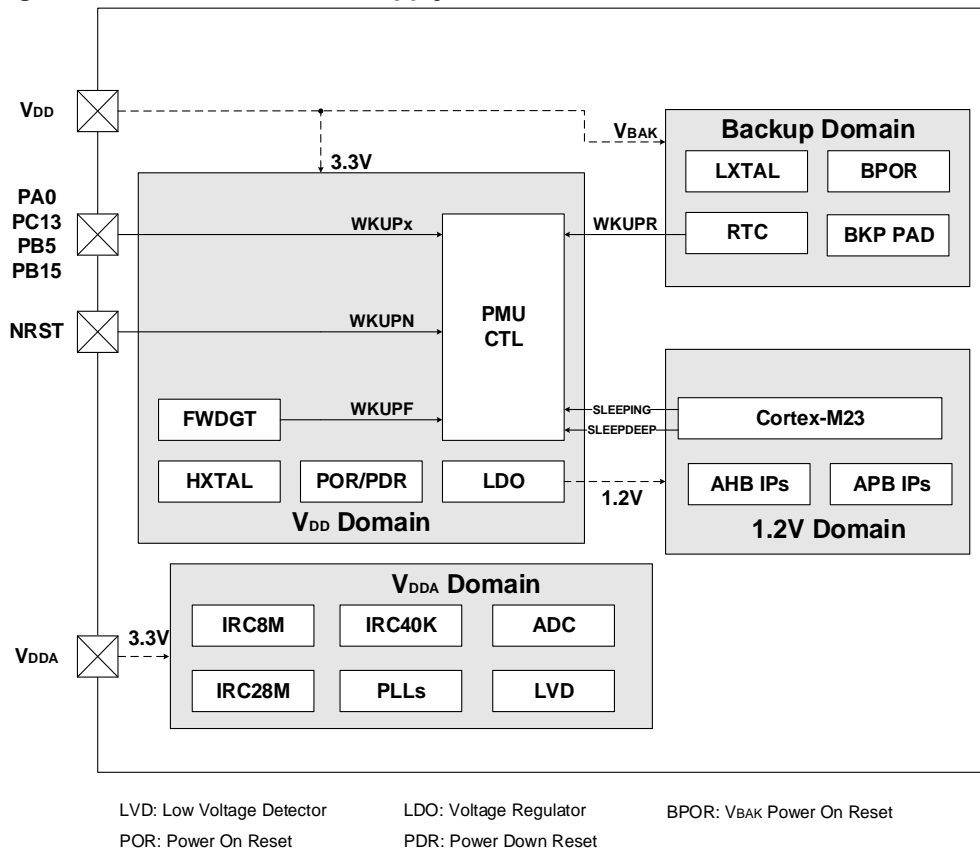 VDD
VBAK
3.3V
Backup Domain
LXTAL
BPOR
RTC
BKP PAD
PA0
PC13
PB5
PB15
WKUPx
WKUPR
NRST
WKUPN
PMU
CTL
FWDGT
WKUPF
SLEEPING
SLEEPDEEP
Cortex-M23
HXTAL
POR/PDR
LDO
1.2V
AHB IPs
APB IPs
VDD Domain
1.2V Domain
VDDA Domain
VDDA
3.3V
IRC8M
IRC40K
ADC
IRC28M
PLLs
LVD
LVD: Low Voltage Detector
LDO: Voltage Regulator
BPOR: VBAK Power On Reset
POR: Power On Reset
PDR: Power Down Reset